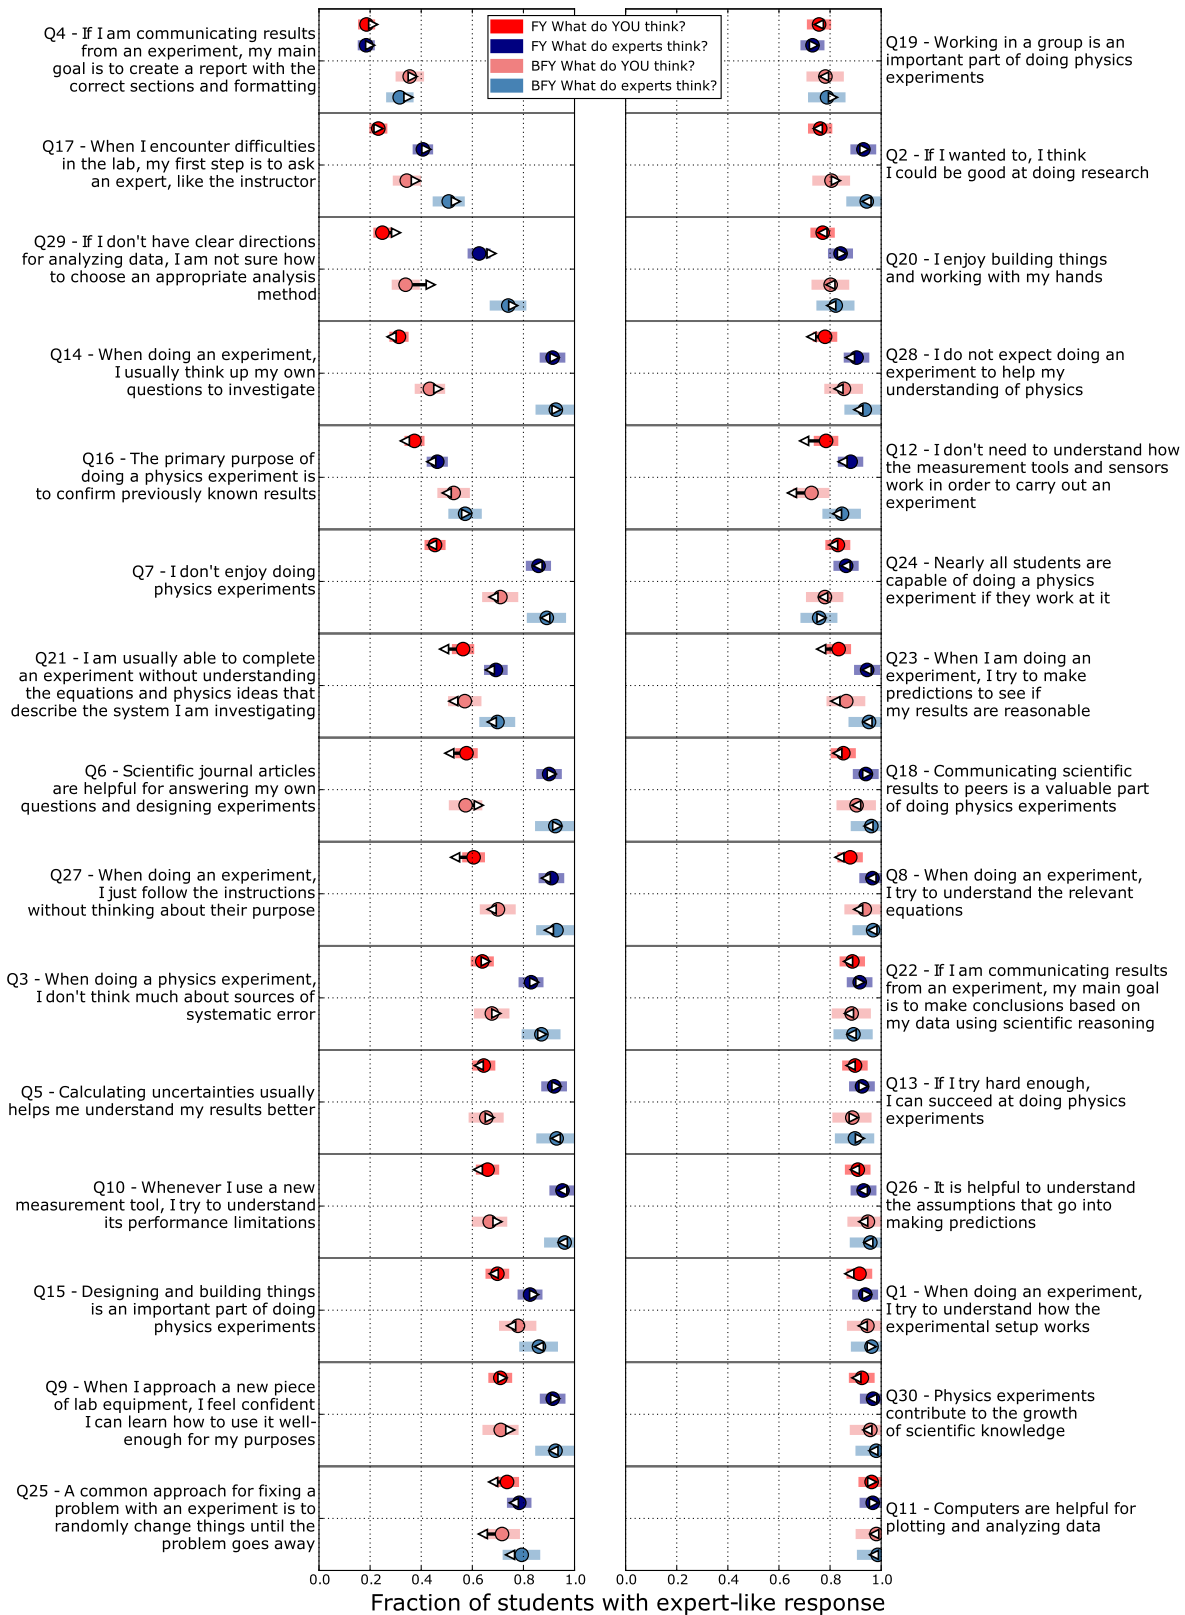 FY What do YOU think?
FY What do experts think?
BFY What do YOU think?
BFY What do experts think?
Q4 - If I am communicating results
from an experiment, my main
goal is to create a report with the
correct sections and formatting
Q17 - When I encounter difficulties
in the lab, my first step is to ask
an expert, like the instructor
Q29 - If I don't have clear directions
for analyzing data, I am not sure how
to choose an appropriate analysis
method
Q14 - When doing an experiment,
I usually think up my own
questions to investigate
Q16 - The primary purpose of
doing a physics experiment is
to confirm previously known results
Q7 - I don't enjoy doing
physics experiments
Q21 - I am usually able to complete
an experiment without understanding
the equations and physics ideas that
describe the system I am investigating
Q6 - Scientific journal articles
are helpful for answering my own
questions and designing experiments
Q27 - When doing an experiment,
I just follow the instructions
without thinking about their purpose
Q3 - When doing a physics experiment,
I don't think much about sources of
systematic error
Q5 - Calculating uncertainties usually
helps me understand my results better
Q10 - Whenever I use a new
measurement tool, I try to understand
its performance limitations
Q15 - Designing and building things
is an important part of doing
physics experiments
Q9 - When I approach a new piece
of lab equipment, I feel confident
I can learn how to use it well-
enough for my purposes
Q25 - A common approach for fixing a
problem with an experiment is to
randomly change things until the
problem goes away
Q19 - Working in a group is an
important part of doing physics
experiments
Q2 - If I wanted to, I think
I could be good at doing research
Q20 - I enjoy building things
and working with my hands
Q28 - I do not expect doing an
experiment to help my
understanding of physics
Q12 - I don't need to understand how
the measurement tools and sensors
work in order to carry out an
experiment
Q24 - Nearly all students are
capable of doing a physics
experiment if they work at it
Q23 - When I am doing an
experiment, I try to make
predictions to see if
my results are reasonable
Q18 - Communicating scientific
results to peers is a valuable part
of doing physics experiments
Q8 - When doing an experiment,
I try to understand the relevant
equations
Q22 - If I am communicating results
from an experiment, my main goal
is to make conclusions based on
my data using scientific reasoning
Q13 - If I try hard enough,
I can succeed at doing physics
experiments
Q26 - It is helpful to understand
the assumptions that go into
making predictions
Q1 - When doing an experiment,
I try to understand how the
experimental setup works
Q30 - Physics experiments
contribute to the growth
of scientific knowledge
Q11 - Computers are helpful for
plotting and analyzing data
0.0 0.2 0.4 0.6 0.8 1.0
0.0 0.2 0.4 0.6 0.8 1.0
Fraction of students with expert-like response